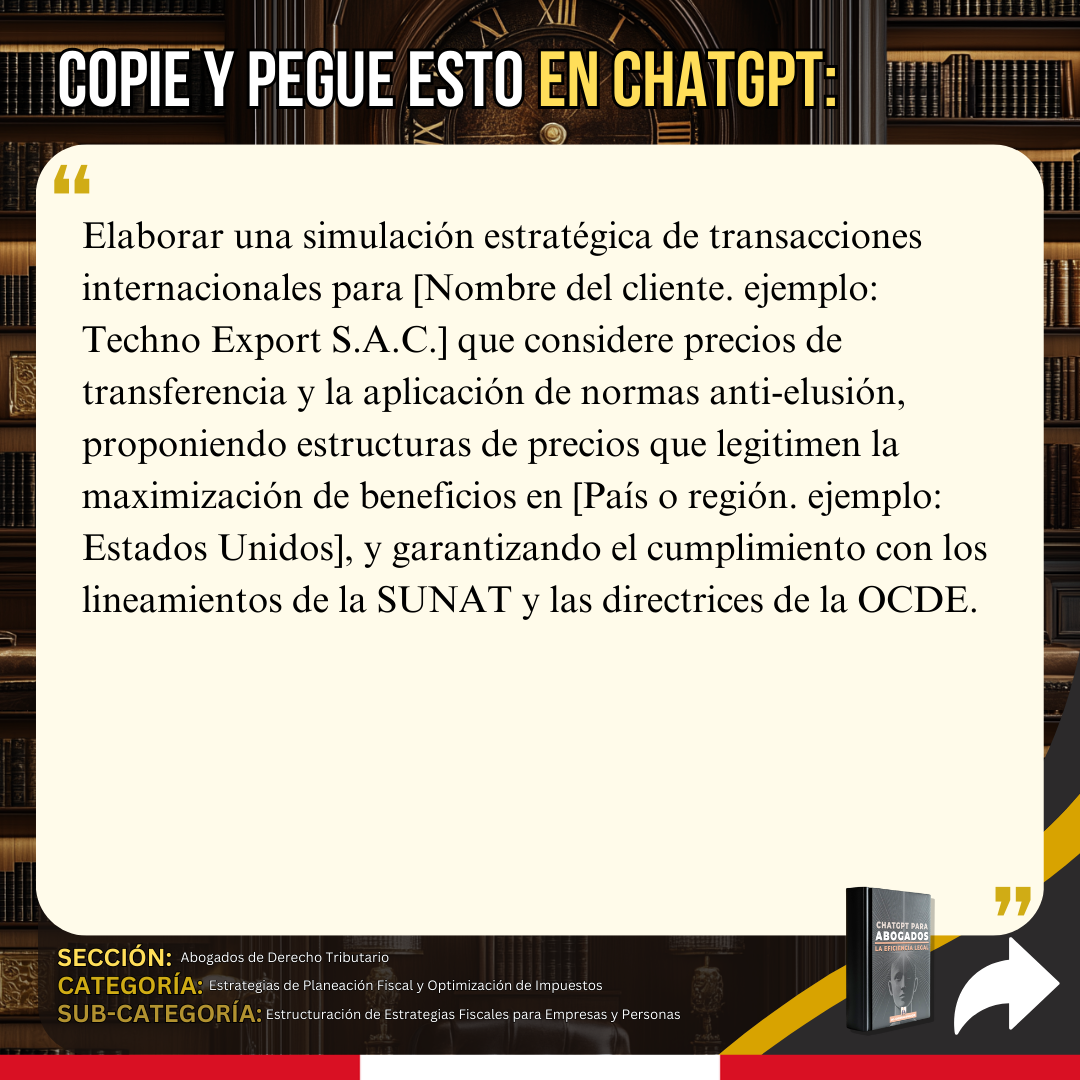 COPIE Y PEGUE ESTO EN CHATGPT:
“
Elaborar una simulación estratégica de transacciones
internacionales para [Nombre del cliente. ejemplo:
Techno Export S.A.C.] que considere precios de
transferencia y la aplicación de normas anti-elusión,
proponiendo estructuras de precios que legitimen la
maximización de beneficios en [País o región. ejemplo:
Estados Unidos], y garantizando el cumplimiento con los
lineamientos de la SUNAT y las directrices de la OCDE.
”
CHATGPT PARA
ABOGADOS
LA EFICIENCIA LEGAL
SECCIÓN: Abogados de Derecho Tributario
CATEGORÍA: Estrategias de Planeación Fiscal y Optimización de Impuestos
SUB-CATEGORÍA: Estructuración de Estrategias Fiscales para Empresas y Personas